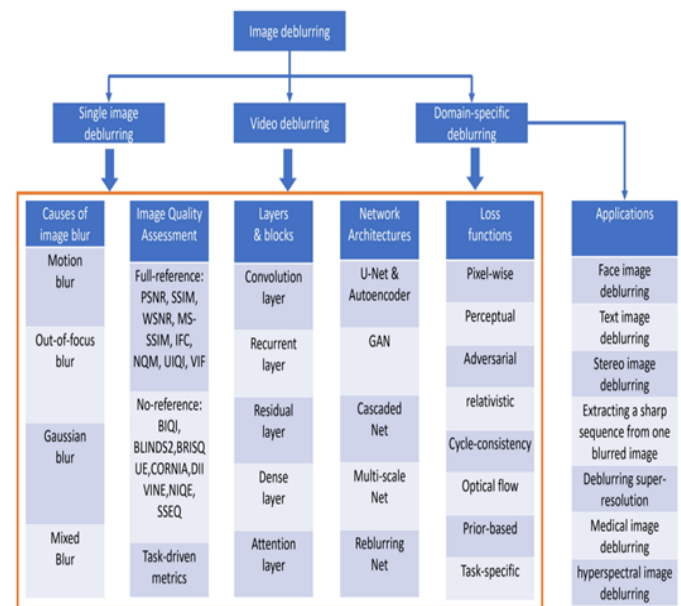 Image deblurring
Single image
deblurring
Video deblurring
Domain-specific
deblurring
Causes of
image blur
Motion
blur
Out-of-focus
blur
Gaussian
blur
Mixed
Blur
Image Quality
Assessment
Full-reference:
PSNR, SSIM,
WSNR, MS-
SSIM, IFC,
NQM, UIQI, VIF
No-reference:
BIQI,
BLINDS2,BRISQ
UE,CORNIA,DII
VINE,NIQE,
SSEQ
Task-driven
metrics
Layers
& blocks
Convolution
layer
Recurrent
layer
Residual
layer
Dense
layer
Attention
layer
Network
Architectures
U-Net &
Autoencoder
GAN
Cascaded
Net
Multi-scale
Net
Reblurring
Net
Loss
functions
Pixel-wise
Perceptual
Adversarial
relativistic
Cycle-consistency
Optical flow
Prior-based
Task-specific
Applications
Face image
deblurring
Text image
deblurring
Stereo image
deblurring
Extracting a sharp
sequence from one
blurred image
Deblurring super-
resolution
Medical image
deblurring
hyperspectral image
deblurring